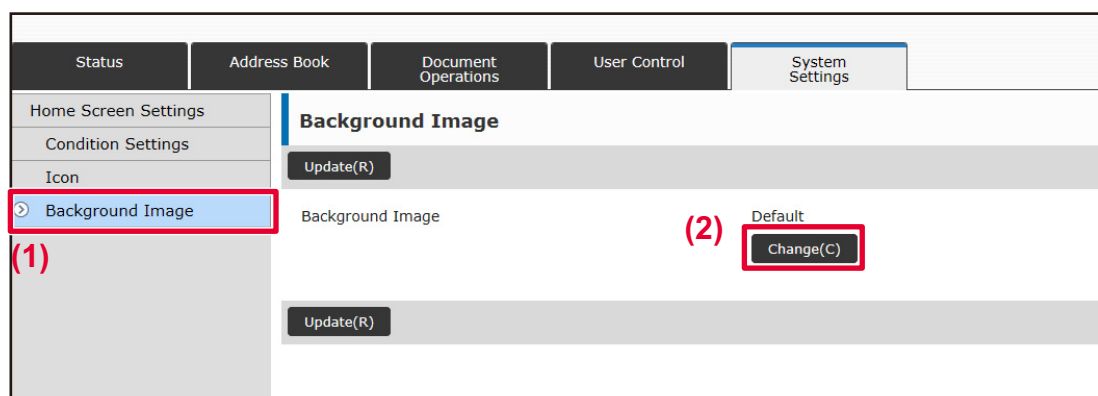 Status
Address Book
Document
Operations
User Control
System
Settings
Home Screen Settings
Condition Settings
Icon
Background Image
(1)
Background Image
Update(R)
Background Image
(2)
Default
Change(C)
Update(R)